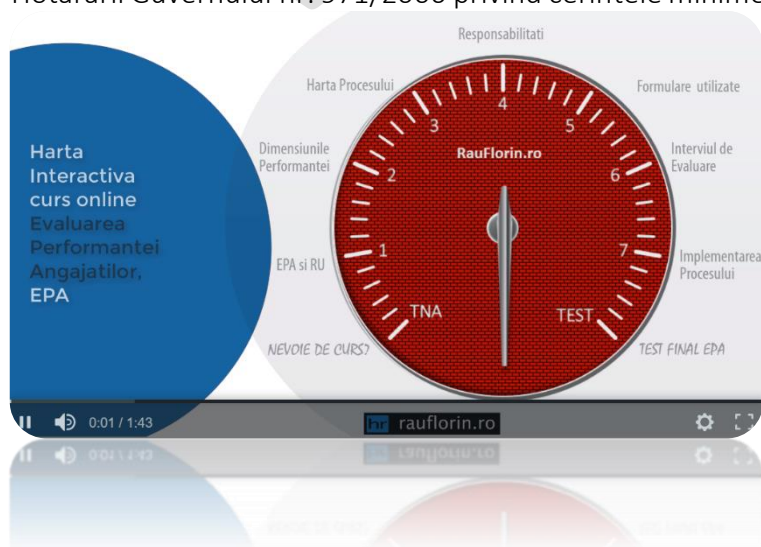 Harta
Interactiva
curs online
Evaluarea
Performantei
Angajatilor,
EPA
Responsabilitati
Harta Procesului
Formulare utilizate
Dimensiunile
Performantei
Interviul de
Evaluare
EPA si RU
Implementarea
Procesului
NEVOIE DE CURS?
TEST FINAL EPA
RauFlorin.ro
1
2
3
4
5
6
7
TNA
TEST
0:01 / 1:43
hr rauflorin.ro